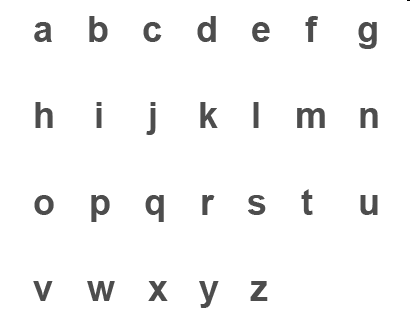 a b c d e f g
h i j k l m n
o p q r s t u
v w x y z